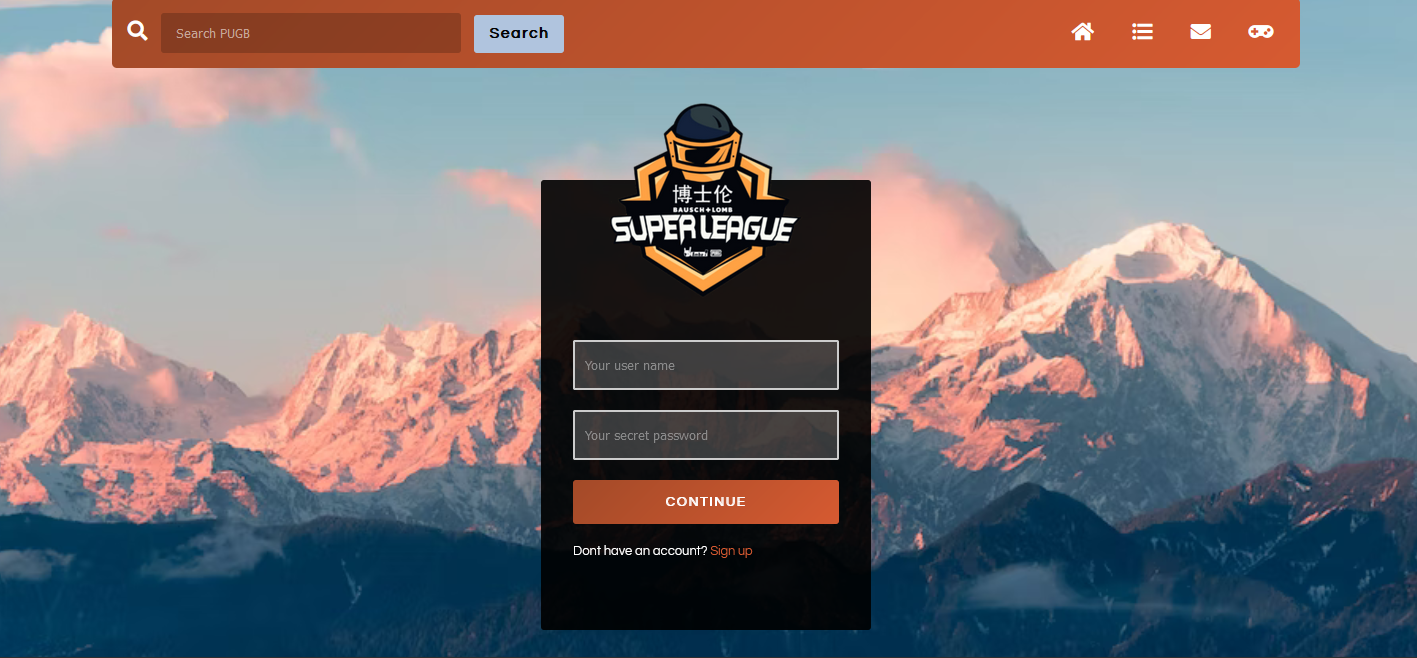 Search PUGB
Search
博士伦
BAUSCH+LOMB
SUPER LEAGUE
Your user name
Your secret password
CONTINUE
Dont have an account? Sign up